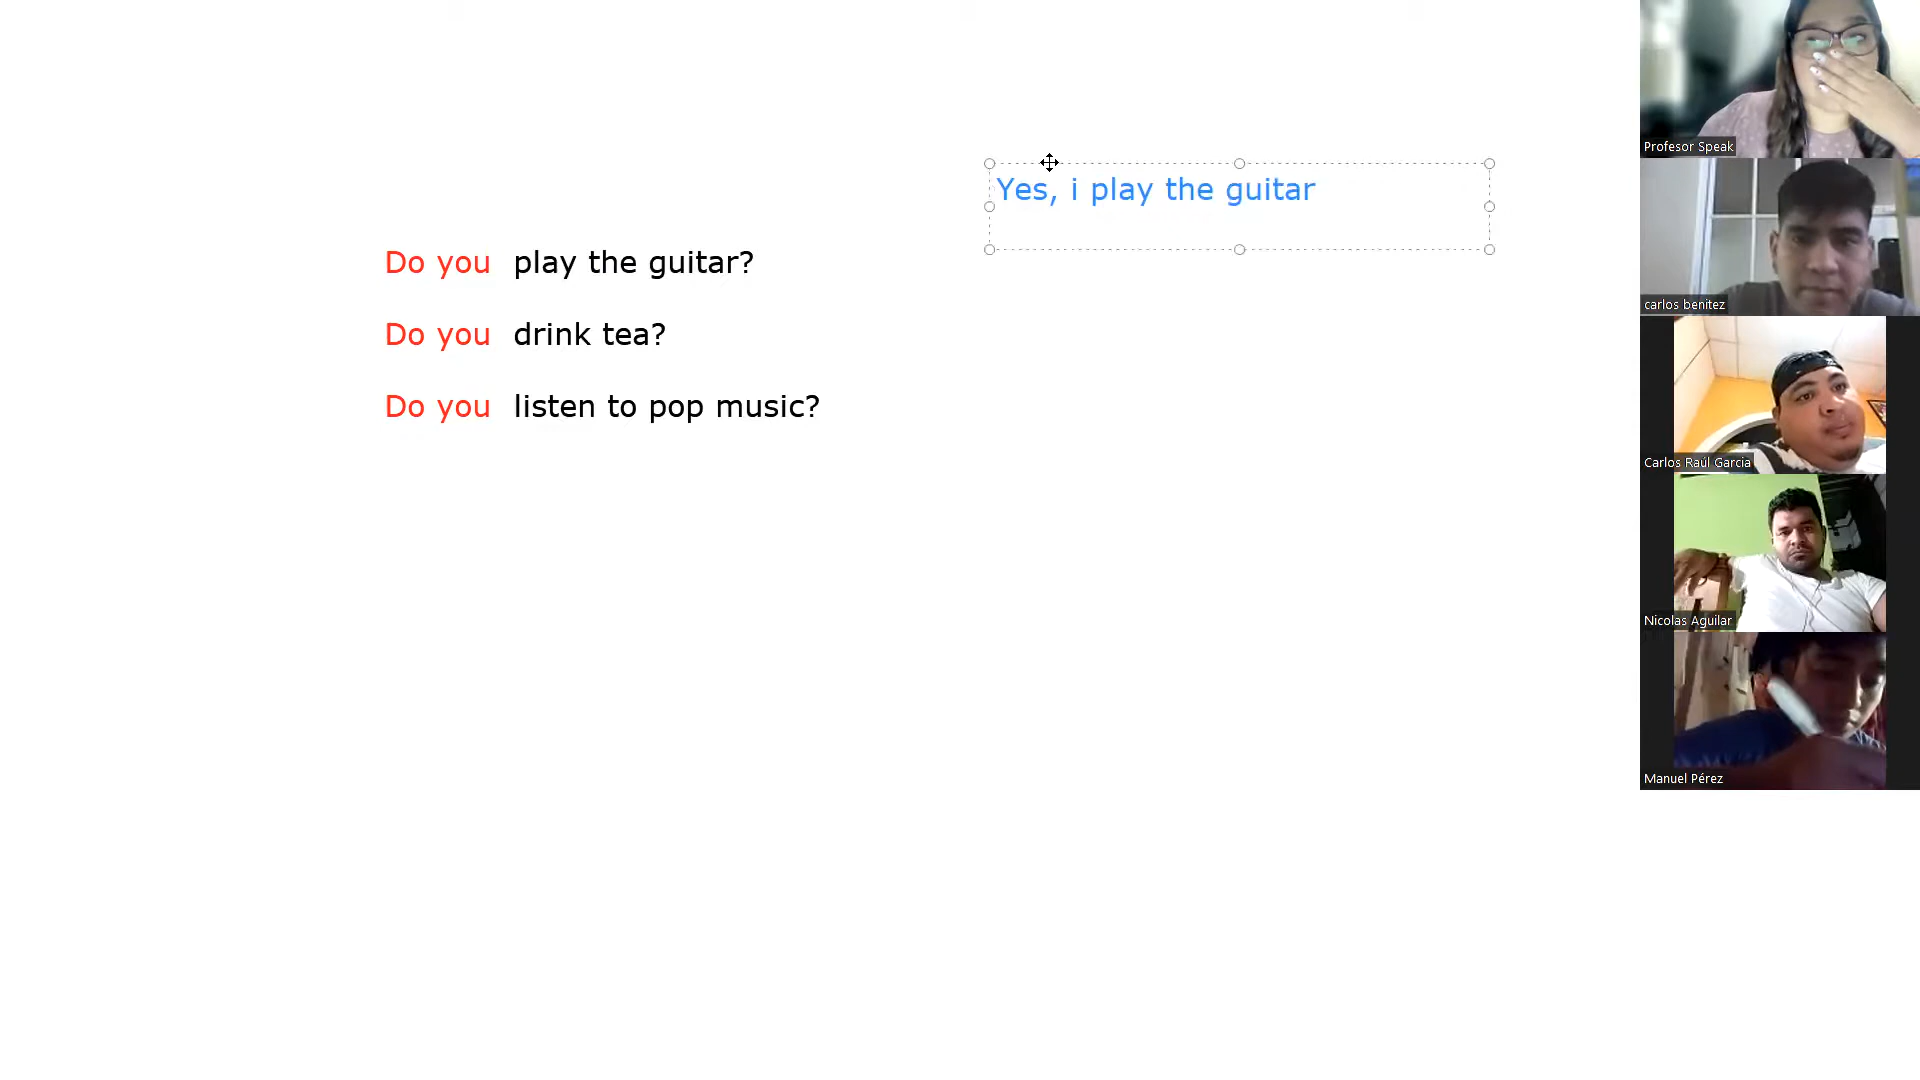 Yes, i play the guitar
Do you play the guitar?
Do you drink tea?
Do you listen to pop music?
Profesor Speak
carlos benitez
Carlos Raúl Garcia
Nicolas Aguilar
Manuel Pérez